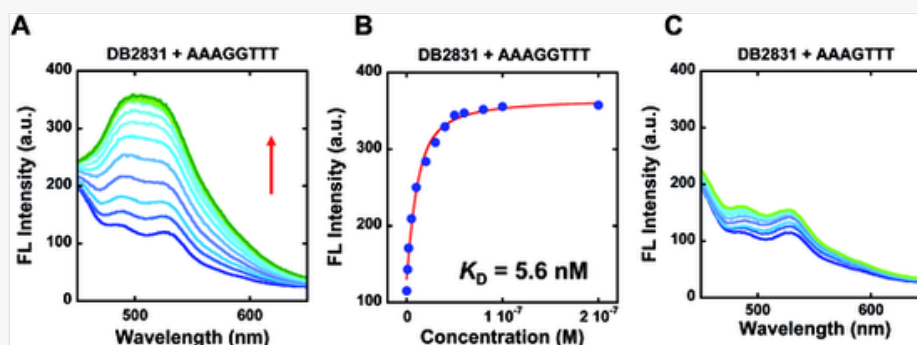 A
DB2831 + AAAGGTTT
400
300
200
100
0
FL Intensity (a.u.)
500
600
Wavelength (nm)
B
DB2831 + AAAGGTTT
400
300
200
100
FL Intensity (a.u.)
K_D = 5.6 nM
0
1 10⁻⁷
2 10⁻⁷
Concentration (M)
C
DB2831 + AAAGTTT
400
300
200
100
0
FL Intensity (a.u.)
500
600
Wavelength (nm)